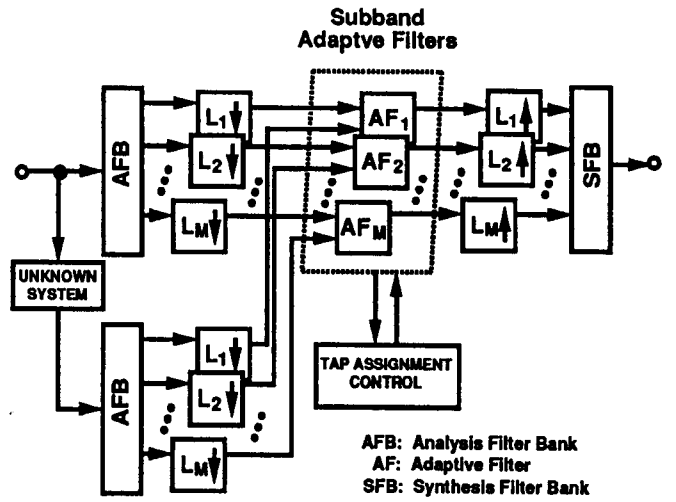 Subband
Adaptve Filters
AFB
L1
L2
LM
AF1
AF2
AFM
L1
L2
LM
SFB
UNKNOWN
SYSTEM
AFB
L1
L2
LM
TAP ASSIGNMENT
CONTROL
AFB: Analysis Filter Bank
AF: Adaptive Filter
SFB: Synthesis Filter Bank